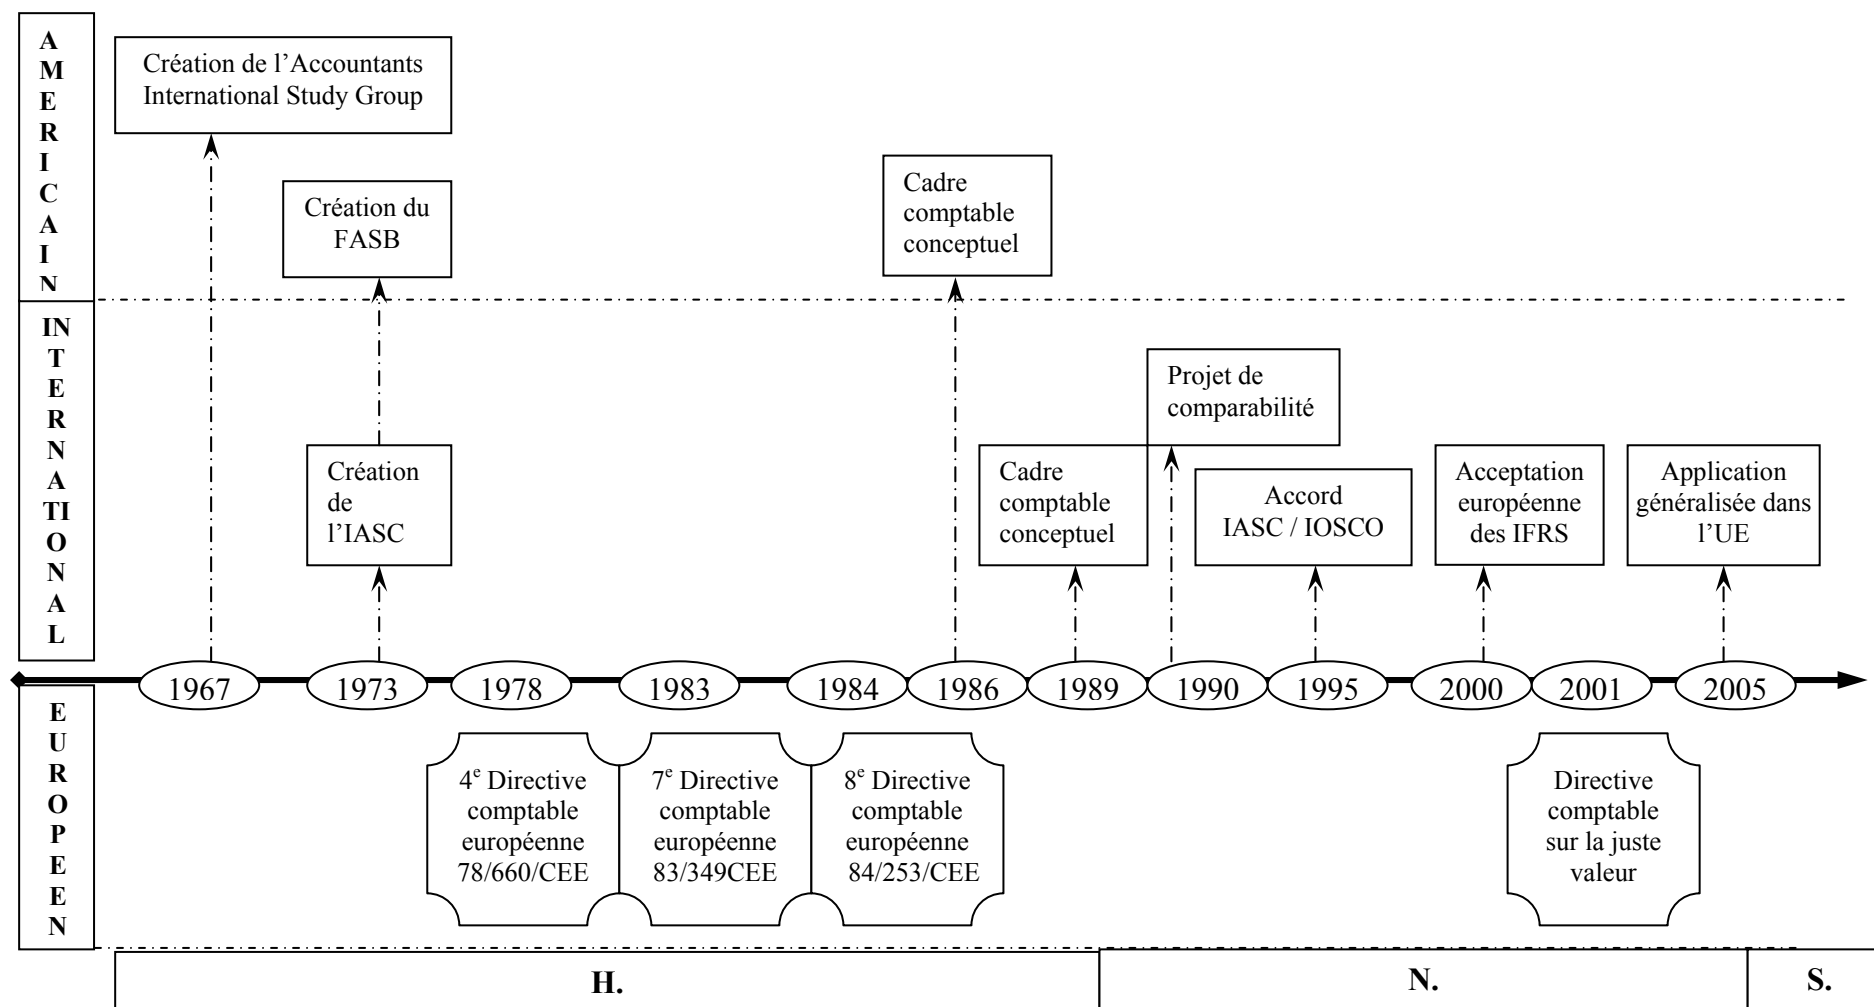 A
M
E
R
I
C
A
I
N
Création de l’Accountants
International Study Group
Création du
FASB
Cadre
comptable
conceptuel
IN
T
E
R
N
A
TI
O
N
A
L
Création
de
l’IASC
Cadre
comptable
conceptuel
Projet de
comparabilité
Accord
IASC / IOSCO
Acceptation
européenne
des IFRS
Application
généralisée dans
l’UE
1967
1973
1978
1983
1984
1986
1989
1990
1995
2000
2001
2005
E
U
R
O
P
E
E
N
4e Directive
comptable
européenne
78/660/CEE
7e Directive
comptable
européenne
83/349CEE
8e Directive
comptable
européenne
84/253/CEE
Directive
comptable
sur la juste
valeur
H.
N.
S.